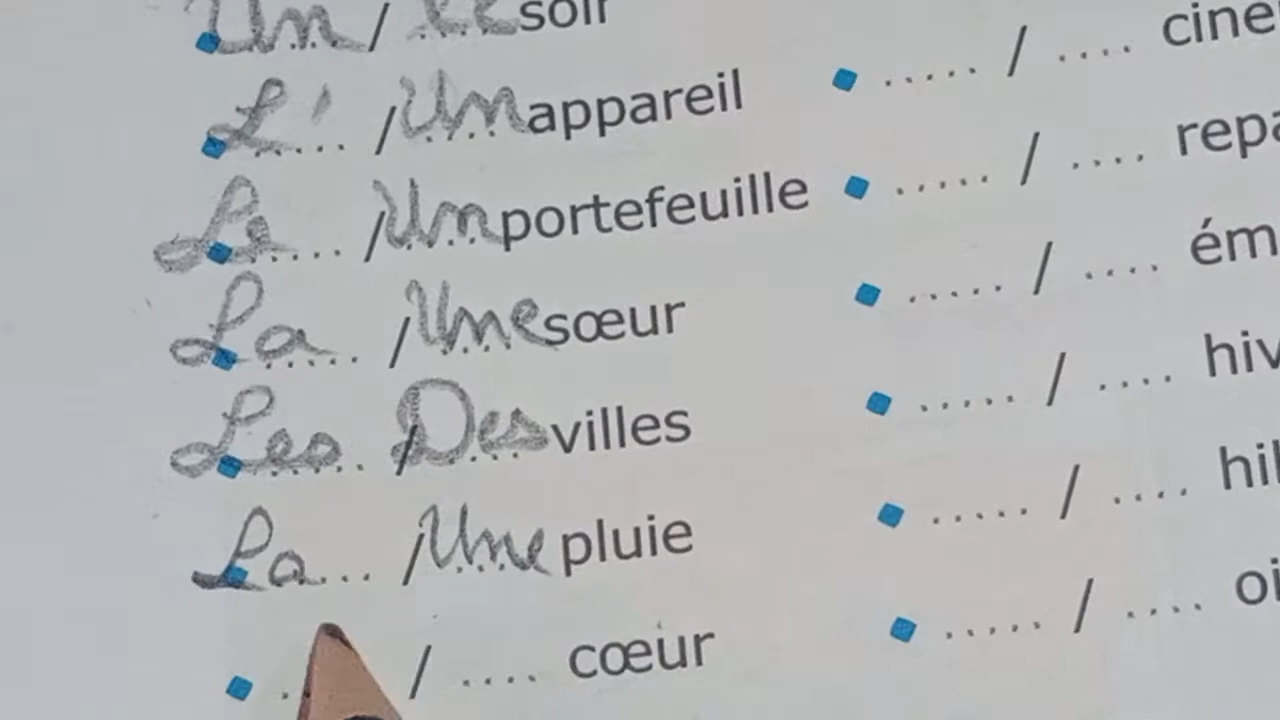 Un / Le soir
L' / Un appareil
Le / Un portefeuille
La / Une sœur
Les / Des villes
La / Une pluie
..... / .... cœur
..... / .... ciné
..... / .... repa
..... / .... ém
..... / .... hiv
..... / ....
..... / .... oi